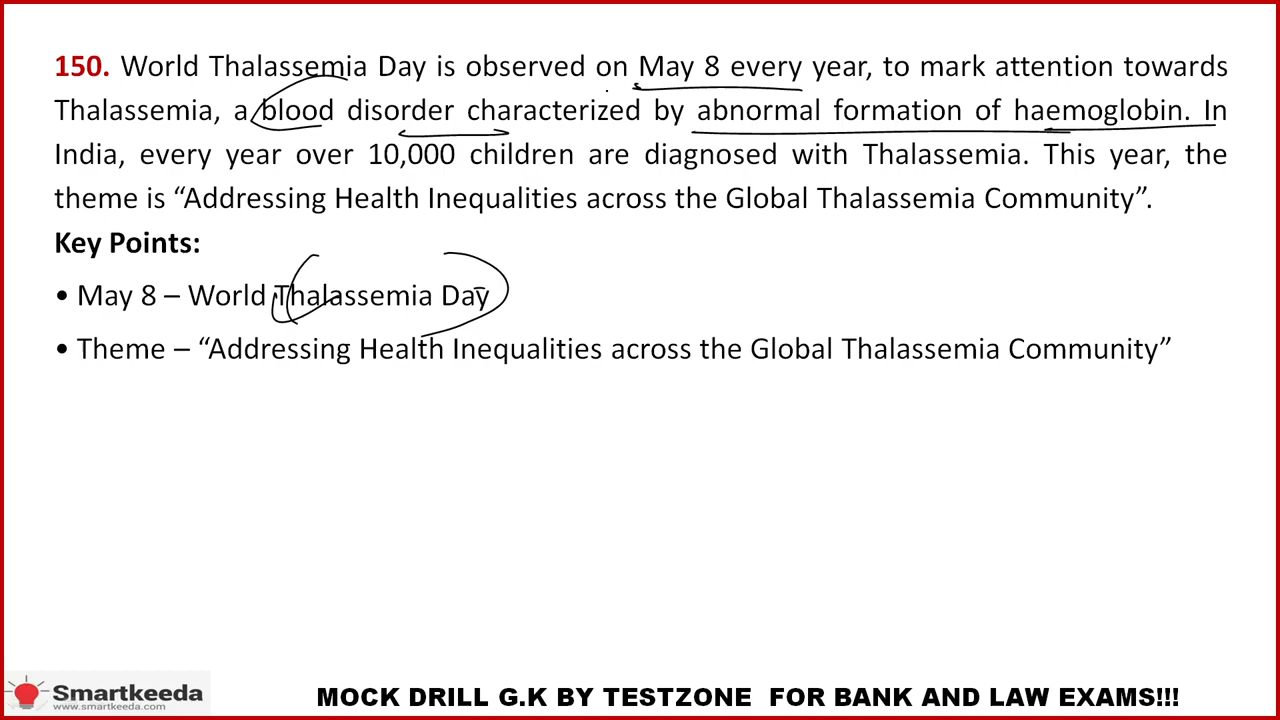 150. World Thalassemia Day is observed on May 8 every year, to mark attention towards
Thalassemia, a blood disorder characterized by abnormal formation of haemoglobin. In
India, every year over 10,000 children are diagnosed with Thalassemia. This year, the
theme is “Addressing Health Inequalities across the Global Thalassemia Community”.
Key Points:
• May 8 – World Thalassemia Day
• Theme – “Addressing Health Inequalities across the Global Thalassemia Community”
Smartkeeda
www.smartkeeda.com
MOCK DRILL G.K BY TESTZONE FOR BANK AND LAW EXAMS!!!